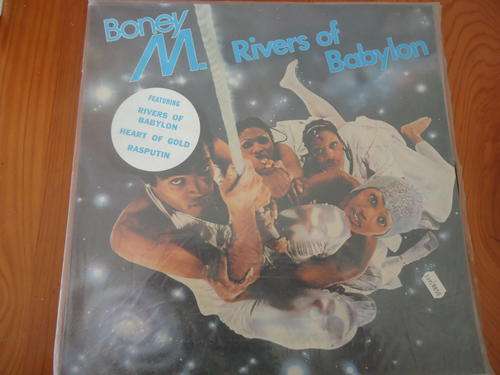 Boney
M.
Rivers of
Babylon
FEATURING
RIVERS OF
BABYLON
HEART OF GOLD
RASPUTIN